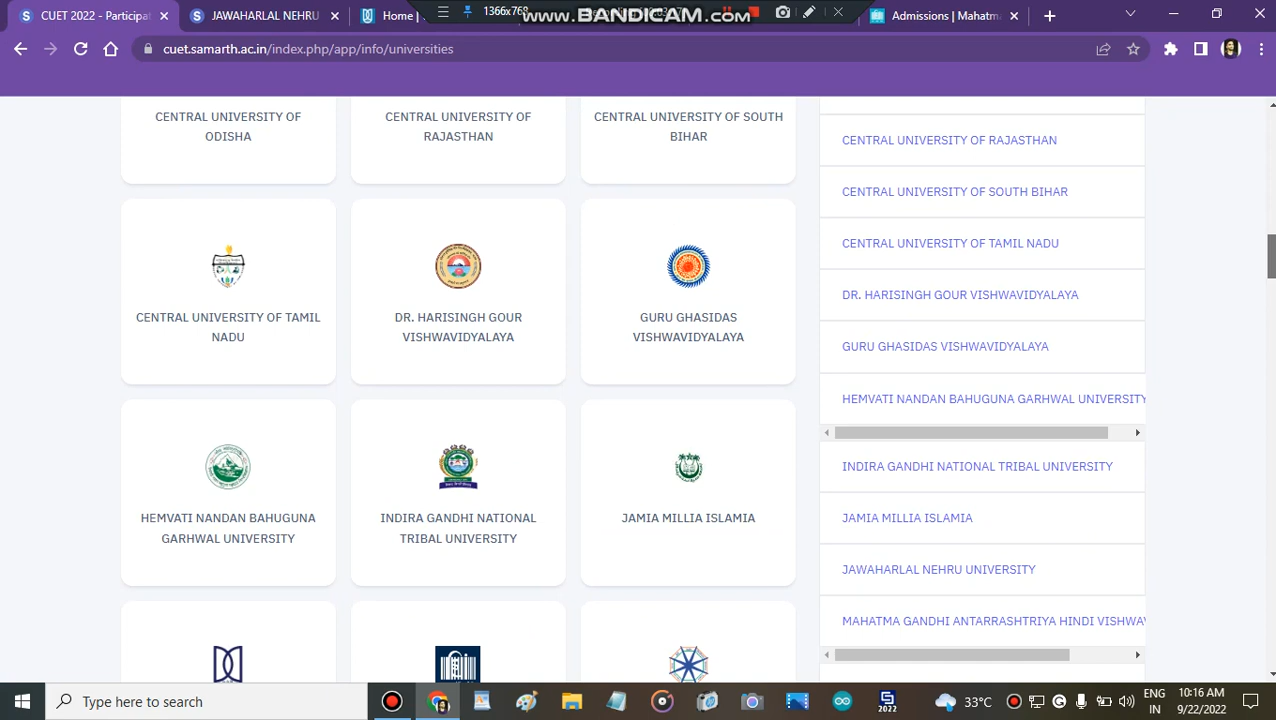 CUET 2022 - Participat
JAWAHARLAL NEHRU
Home |
1366x768
www.BANDICAM.com
Admissions | Mahatm
cuet.samarth.ac.in/index.php/app/info/universities
CENTRAL UNIVERSITY OF
ODISHA
CENTRAL UNIVERSITY OF
RAJASTHAN
CENTRAL UNIVERSITY OF SOUTH
BIHAR
CENTRAL UNIVERSITY OF TAMIL
NADU
DR. HARISINGH GOUR
VISHWAVIDYALAYA
GURU GHASIDAS
VISHWAVIDYALAYA
HEMVATI NANDAN BAHUGUNA
GARHWAL UNIVERSITY
INDIRA GANDHI NATIONAL
TRIBAL UNIVERSITY
JAMIA MILLIA ISLAMIA
CENTRAL UNIVERSITY OF RAJASTHAN
CENTRAL UNIVERSITY OF SOUTH BIHAR
CENTRAL UNIVERSITY OF TAMIL NADU
DR. HARISINGH GOUR VISHWAVIDYALAYA
GURU GHASIDAS VISHWAVIDYALAYA
HEMVATI NANDAN BAHUGUNA GARHWAL UNIVERSITY
INDIRA GANDHI NATIONAL TRIBAL UNIVERSITY
JAMIA MILLIA ISLAMIA
JAWAHARLAL NEHRU UNIVERSITY
MAHATMA GANDHI ANTARRASHTRIYA HINDI VISHWAV
Type here to search
2022
33°C
ENG
IN
10:16 AM
9/22/2022